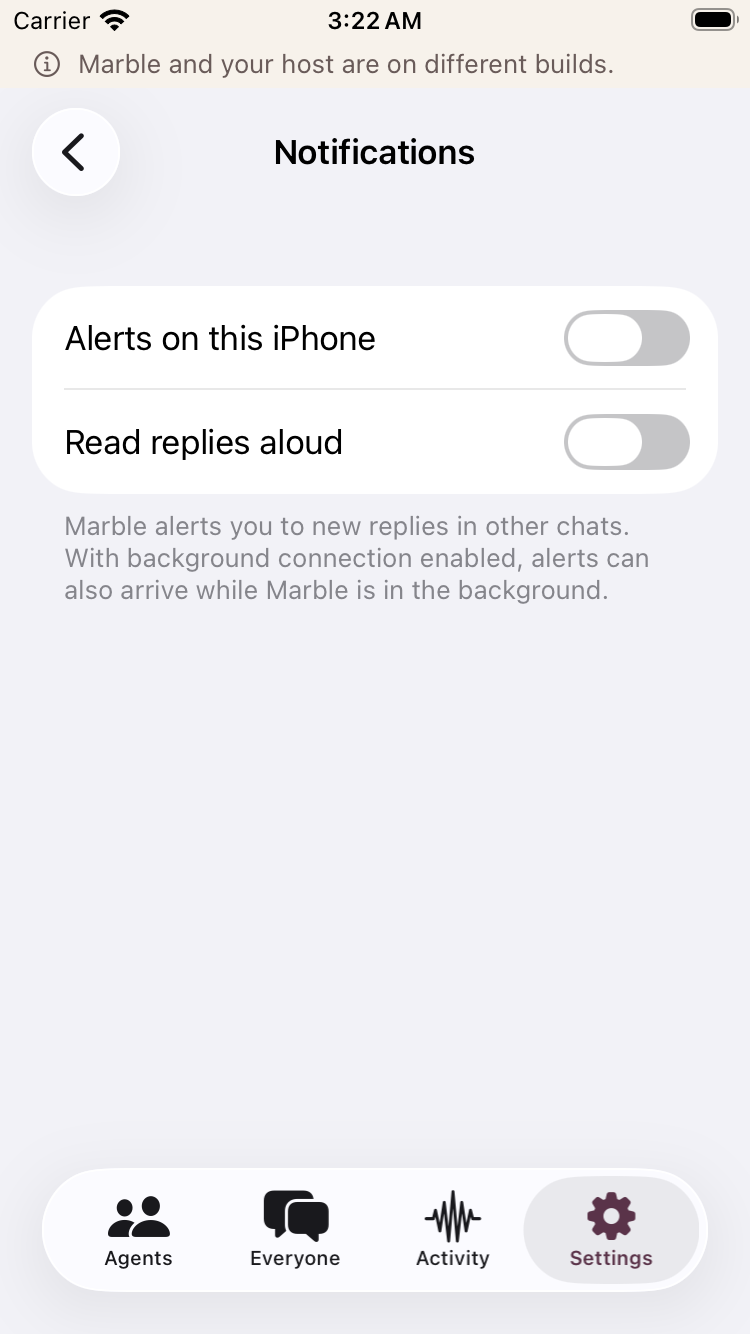 Carrier 3:22 AM
Marble and your host are on different builds.
Notifications
Alerts on this iPhone
Read replies aloud
Marble alerts you to new replies in other chats.
With background connection enabled, alerts can
also arrive while Marble is in the background.
Agents Everyone Activity Settings